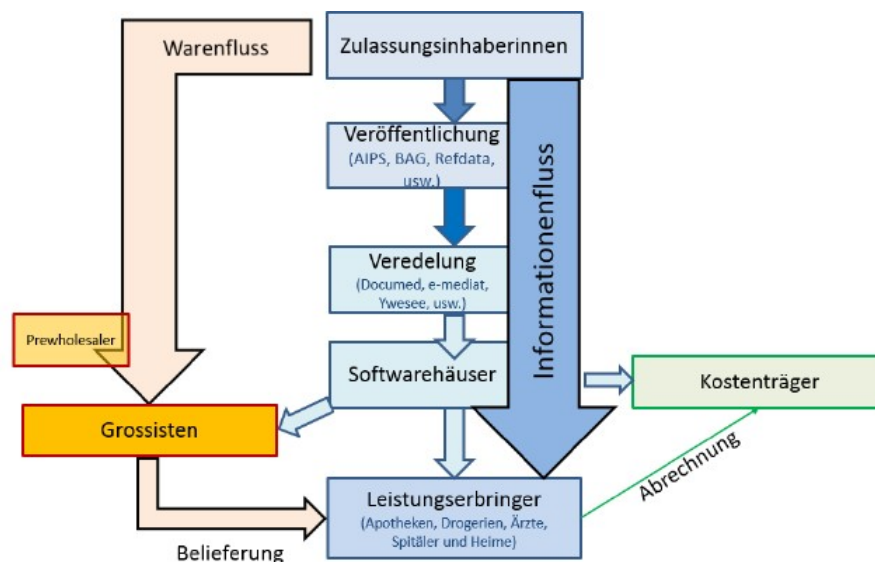 Warenfluss
Zulassungsinhaberinnen
Veröffentlichung
(AIPS, BAG, Refdata,
usw.)
Informationenfluss
Veredelung
(Documed, e-mediat,
Ywesee, usw.)
Prewholesaler
Softwarehäuser
Kostenträger
Grossisten
Abrechnung
Leistungserbringer
(Apotheken, Drogerien, Ärzte,
Spitäler und Heime)
Belieferung